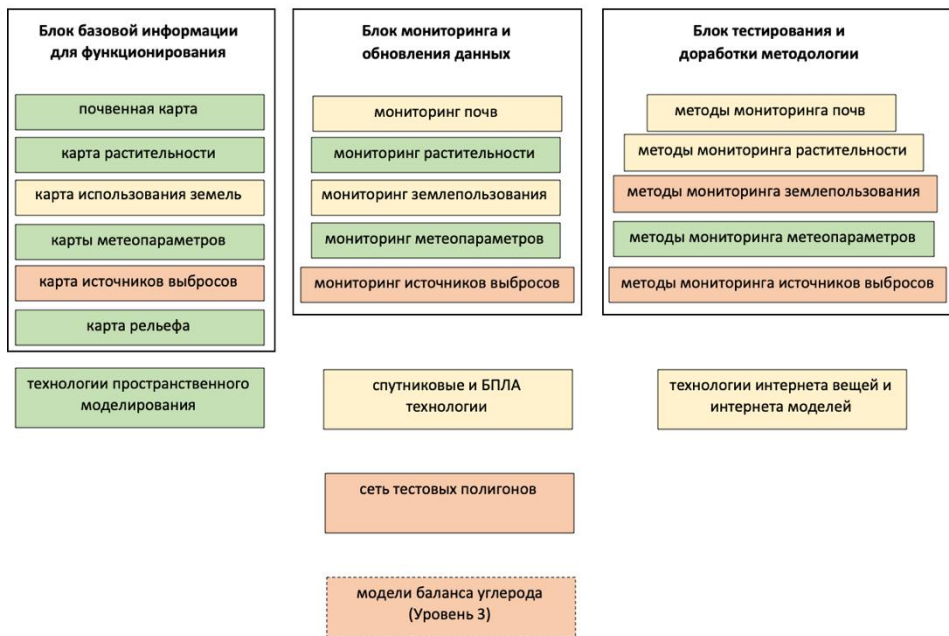 Блок базовой информации
для функционирования
почвенная карта
карта растительности
карта использования земель
карты метеопараметров
карта источников выбросов
карта рельефа
Блок мониторинга и
обновления данных
мониторинг почв
мониторинг растительности
мониторинг землепользования
мониторинг метеопараметров
мониторинг источников выбросов
Блок тестирования и
доработки методологии
методы мониторинга почв
методы мониторинга растительности
методы мониторинга землепользования
методы мониторинга метеопараметров
методы мониторинга источников выбросов
технологии пространственного
моделирования
спутниковые и БПЛА
технологии
технологии интернета вещей и
интернета моделей
сеть тестовых полигонов
модели баланса углерода
(Уровень 3)